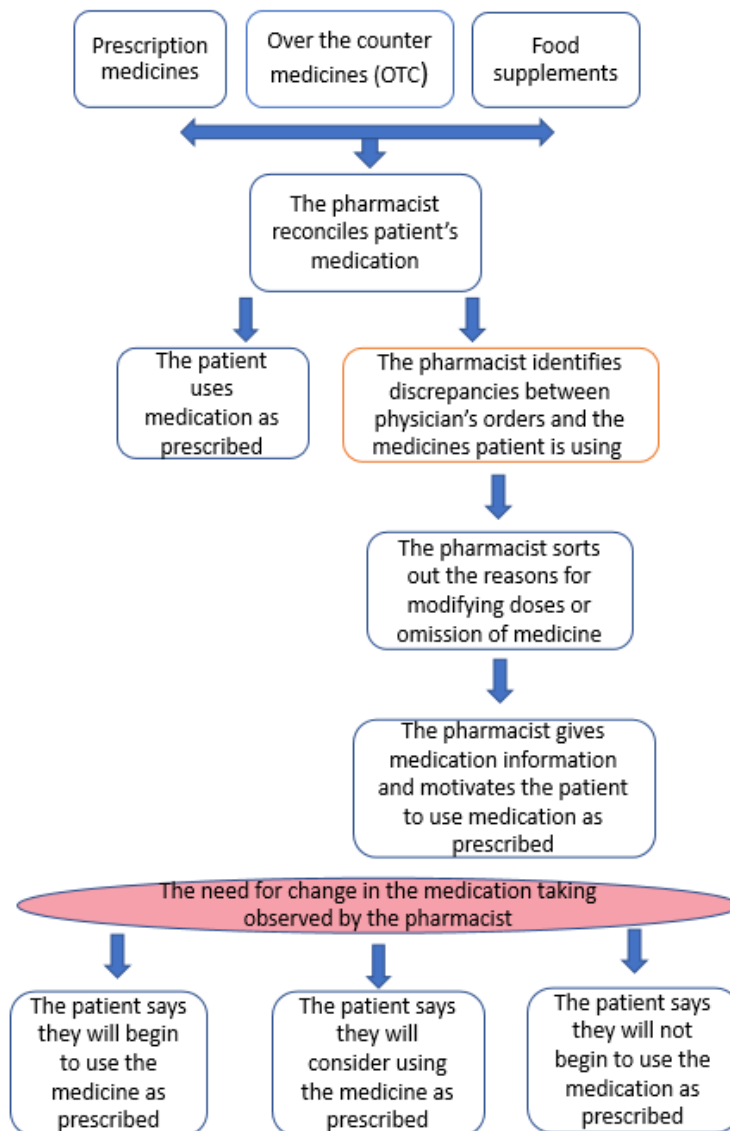 Prescription
medicines
Over the counter
medicines (OTC)
Food
supplements
The pharmacist
reconciles patient's
medication
The patient
uses
medication as
prescribed
The pharmacist identifies
discrepancies between
physician's orders and the
medicines patient is using
The pharmacist sorts
out the reasons for
modifying doses or
omission of medicine
The pharmacist gives
medication information
and motivates the patient
to use medication as
prescribed
The need for change in the medication taking
observed by the pharmacist
The patient says
they will begin
to use the
medicine as
prescribed
The patient says
they will
consider using
the medicine as
prescribed
The patient says
they will not
begin to use the
medication as
prescribed